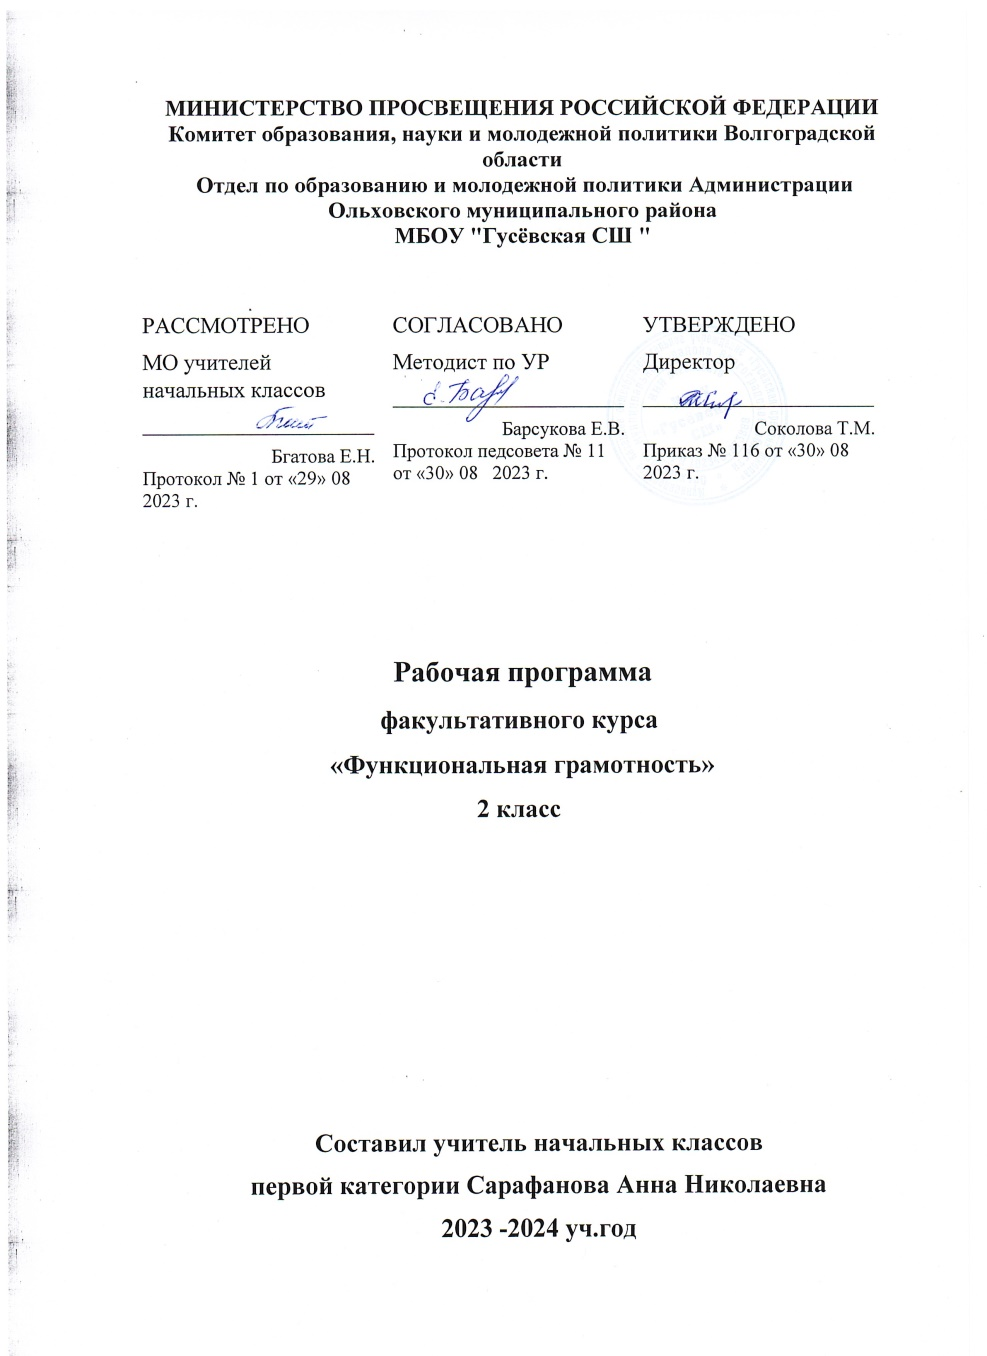 МИНИСТЕРСТВО ПРОСВЕЩЕНИЯ РОССИЙСКОЙ ФЕДЕРАЦИИ
Комитет образования, науки и молодежной политики Волгоградской
области
Отдел по образованию и молодежной политики Администрации
Ольховского муниципального района
МБОУ "Гусёвская СШ "
РАССМОТРЕНО
МО учителей
начальных классов
Бгатова Е.Н.
Протокол № 1 от «29» 08
2023 г.
СОГЛАСОВАНО
Методист по УР
Барсукова Е.В.
Протокол педсовета № 11
от «30» 08 2023 г.
УТВЕРЖДЕНО
Директор
Соколова Т.М.
Приказ № 116 от «30» 08
2023 г.
Рабочая программа
факультативного курса
«Функциональная грамотность»
2 класс
Составил учитель начальных классов
первой категории Сарафанова Анна Николаевна
2023 -2024 уч.год